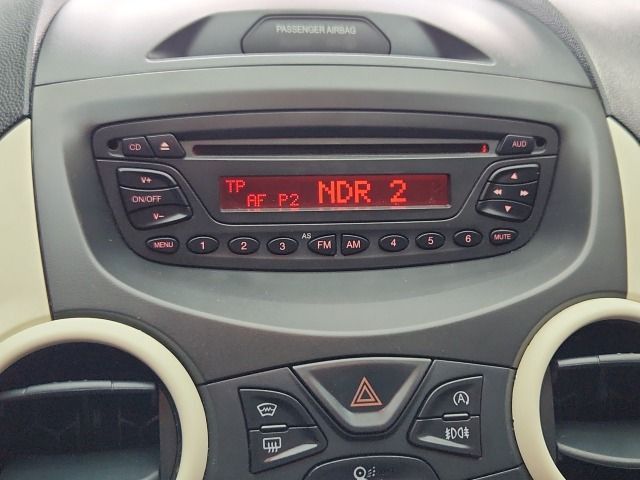 PASSENGER AIRBAG
CD
AUD
TP
AF P2 NDR 2
V+
ON/OFF
V-
MENU 1 2 3 AS FM AM 4 5 6 MUTE
A